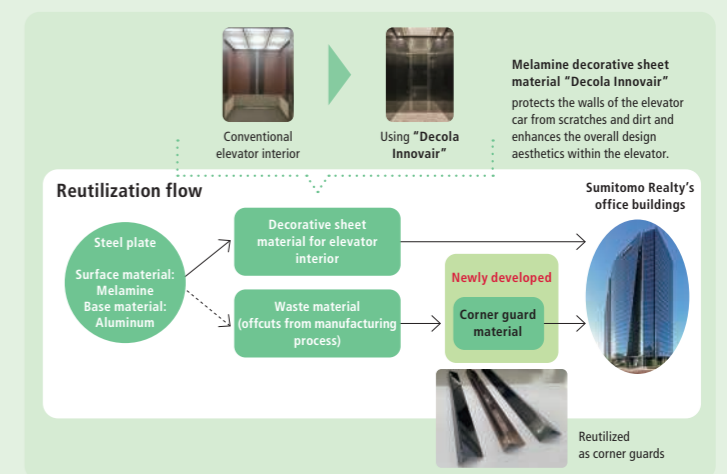 Conventional
elevator interior
Using “Decola
Innovair”
Melamine decorative sheet
material “Decola Innovair”
protects the walls of the elevator
car from scratches and dirt and
enhances the overall design
aesthetics within the elevator.
Reutilization flow
Sumitomo Realty’s
office buildings
Steel plate
Surface material:
Melamine
Base material:
Aluminum
Decorative sheet
material for elevator
interior
Waste material
(offcuts from manufacturing
process)
Newly developed
Corner guard
material
Reutilized
as corner guards